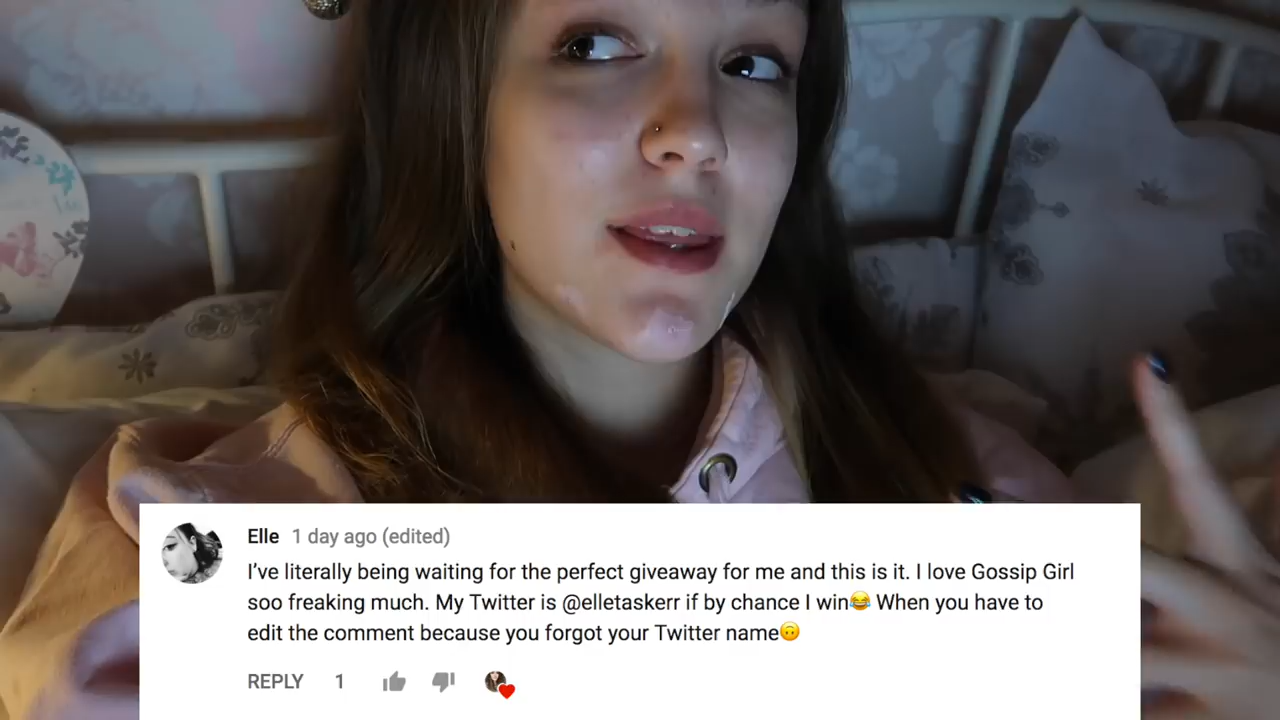 Elle 1 day ago (edited)
I’ve literally being waiting for the perfect giveaway for me and this is it. I love Gossip Girl
soo freaking much. My Twitter is @elletaskerr if by chance I win😂 When you have to
edit the comment because you forgot your Twitter name🙃
REPLY 1